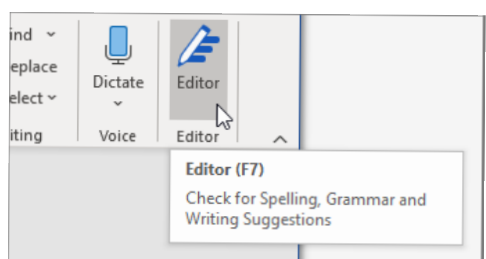 ind
eplace
elect
iting
Dictate
Voice
Editor
Editor
Editor (F7)
Check for Spelling, Grammar and
Writing Suggestions